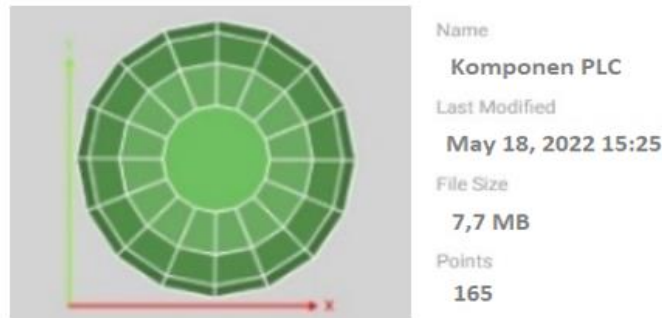 Y
X
Name
Komponen PLC
Last Modified
May 18, 2022 15:25
File Size
7,7 MB
Points
165